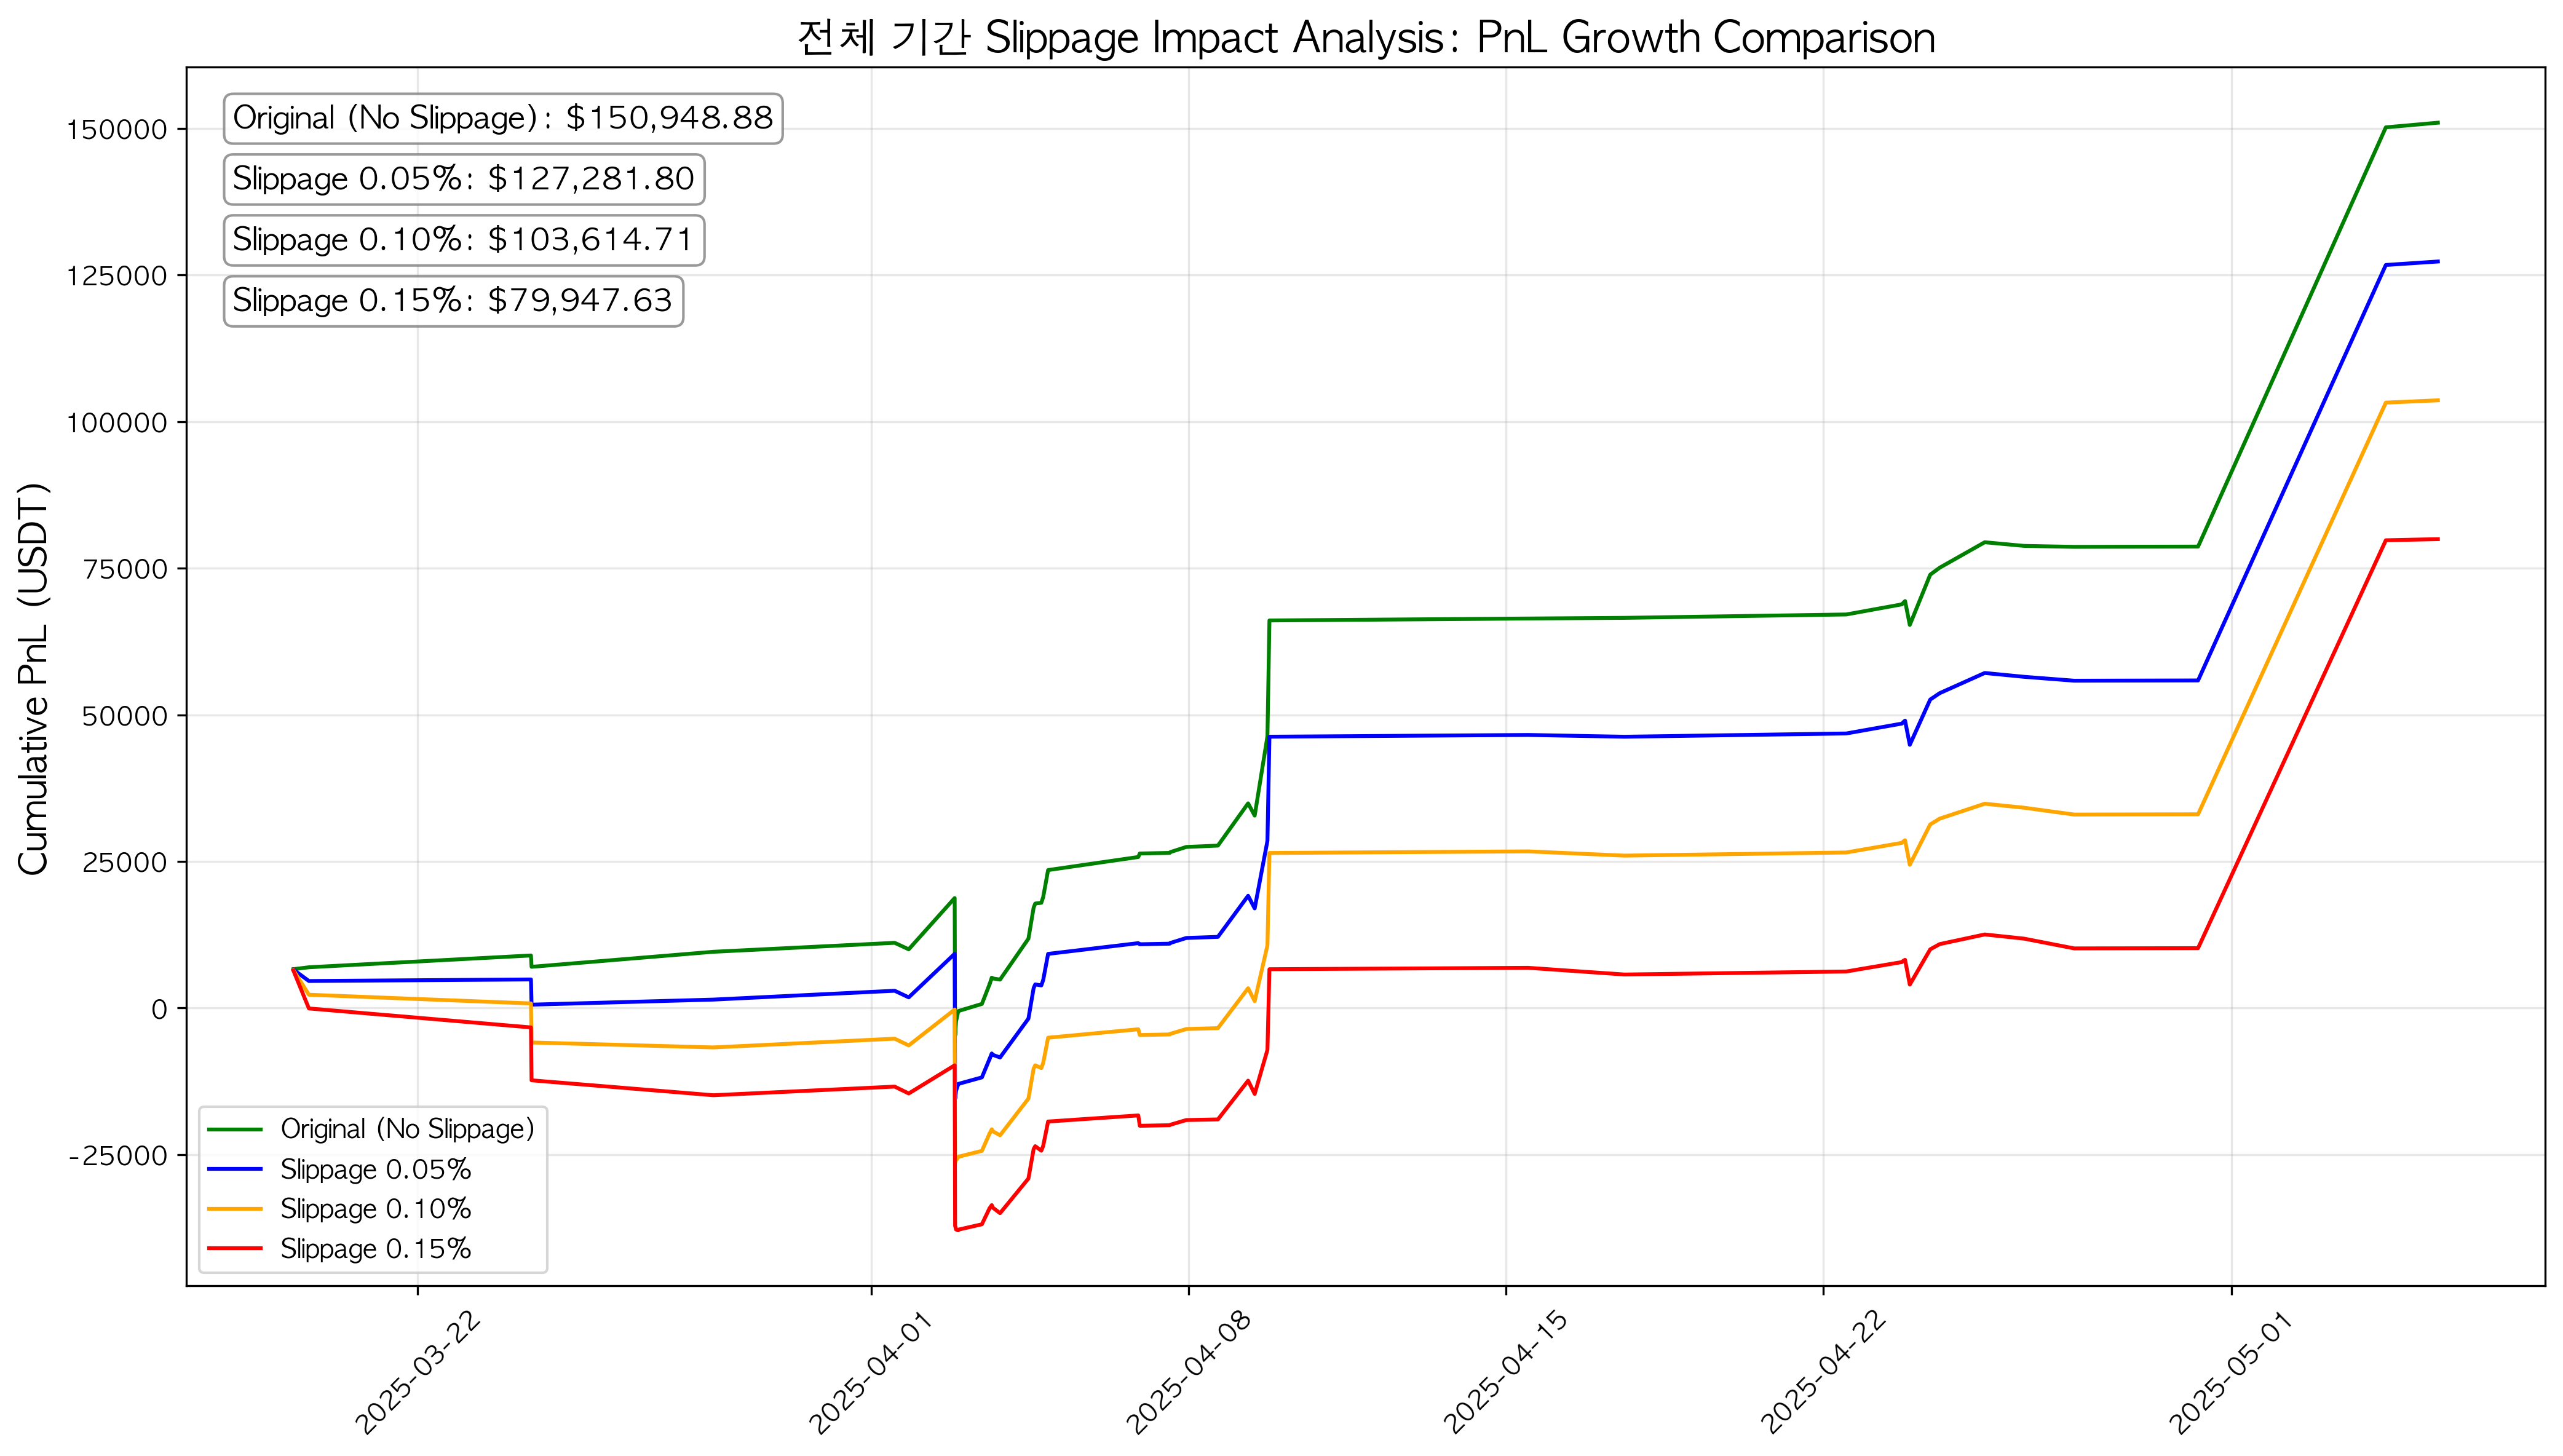 전체 기간 Slippage Impact Analysis: PnL Growth Comparison
Original (No Slippage): $150,948.88
Slippage 0.05%: $127,281.80
Slippage 0.10%: $103,614.71
Slippage 0.15%: $79,947.63
Cumulative PnL (USDT)
150000
125000
100000
75000
50000
25000
0
-25000
Original (No Slippage)
Slippage 0.05%
Slippage 0.10%
Slippage 0.15%
2025-03-22
2025-04-01
2025-04-08
2025-04-15
2025-04-22
2025-05-01